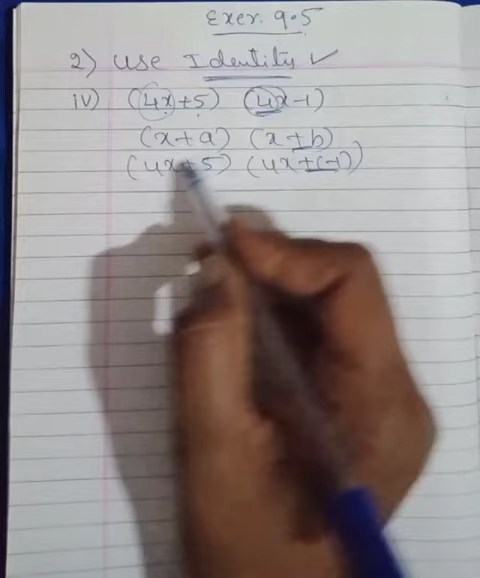 Exer. 9.5
2) Use Identity ✓
iv) (4x+5) (4x-1)
(x+a) (x+b)
(4x+5) (4x+(-1))